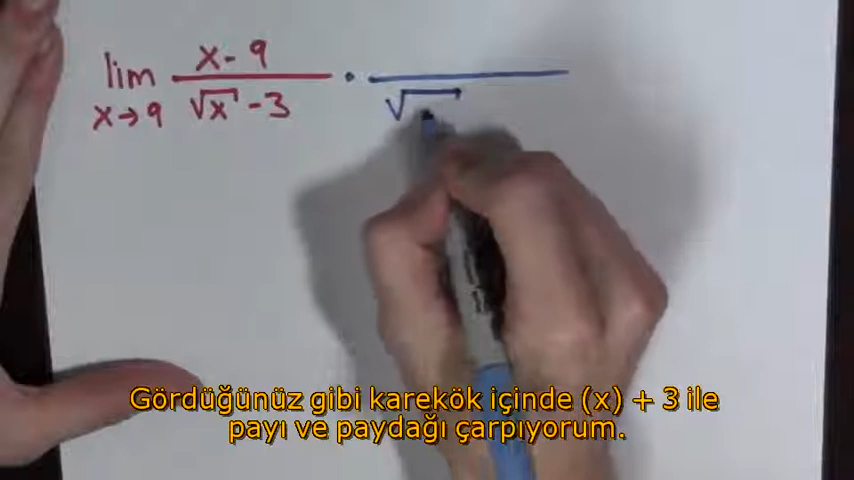 lim x - 9
x→9 √x - 3 · √
Gördüğünüz gibi karekök içinde (x) + 3 ile
payı ve paydağı çarpıyorum.